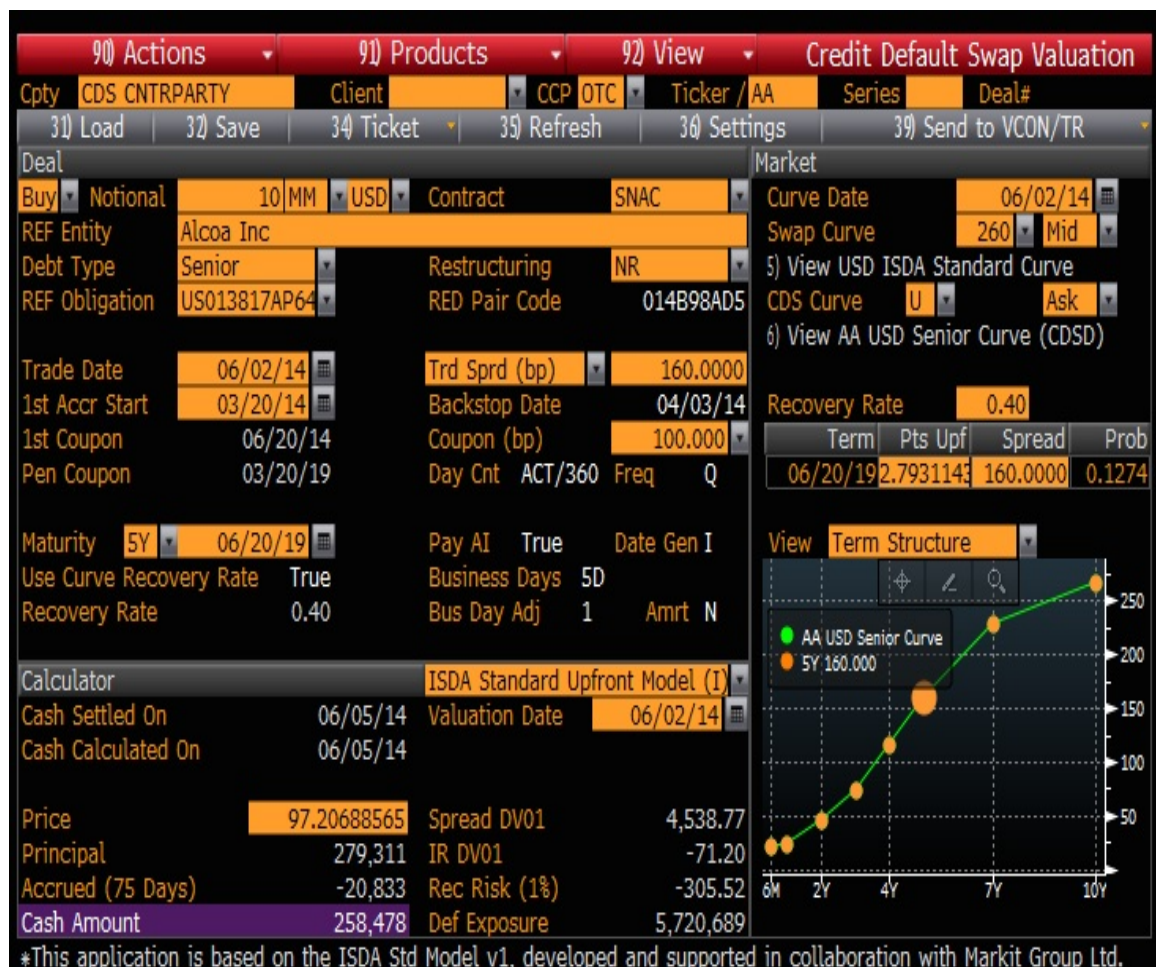 90) Actions 91) Products 92) View Credit Default Swap Valuation
Cpty CDS CNTRPARTY Client CCP OTC Ticker / AA Series Deal#
31) Load 32) Save 34) Ticket 35) Refresh 36) Settings 39) Send to VCON/TR
Deal
Buy Notional 10 MM USD Contract SNAC
REF Entity Alcoa Inc
Debt Type Senior Restructuring NR
REF Obligation US013817AP64 RED Pair Code 014B98AD5
Trade Date 06/02/14 Trd Sprd (bp) 160.0000
1st Accr Start 03/20/14 Backstop Date 04/03/14
1st Coupon 06/20/14 Coupon (bp) 100.000
Pen Coupon 03/20/19 Day Cnt ACT/360 Freq Q
Maturity 5Y 06/20/19 Pay AI True Date Gen I
Use Curve Recovery Rate True Business Days 5D
Recovery Rate 0.40 Bus Day Adj 1 Amrt N
Market
Curve Date 06/02/14
Swap Curve 260 Mid
5) View USD ISDA Standard Curve
CDS Curve U Ask
6) View AA USD Senior Curve (CDSD)
Recovery Rate 0.40
Term Pts Upf Spread Prob
06/20/19 2.7931143 160.0000 0.1274
View Term Structure
AA USD Senior Curve
5Y 160.000
250
200
150
100
50
6M 2Y 4Y 7Y 10Y
Calculator ISDA Standard Upfront Model (I)
Cash Settled On 06/05/14 Valuation Date 06/02/14
Cash Calculated On 06/05/14
Price 97.20688565 Spread DV01 4,538.77
Principal 279,311 IR DV01 -71.20
Accrued (75 Days) -20,833 Rec Risk (1%) -305.52
Cash Amount 258,478 Def Exposure 5,720,689
*This application is based on the ISDA Std Model v1, developed and supported in collaboration with Markit Group Ltd.